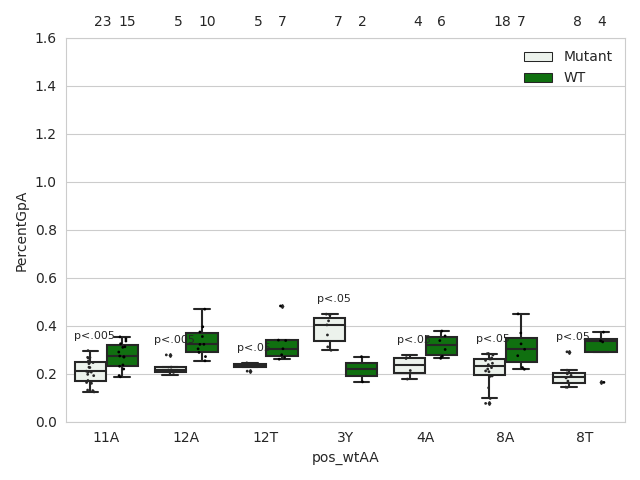 23 15 5 10 5 7 7 2 4 6 18 7 8 4
1.6
1.4
1.2
1.0
0.8
0.6
0.4
0.2
0.0
PercentGpA
Mutant
WT
p<.005
p<.005
p<.05
p<.05
p<.05
11A 12A 12T 3Y 4A 8A 8T
pos_wtAA